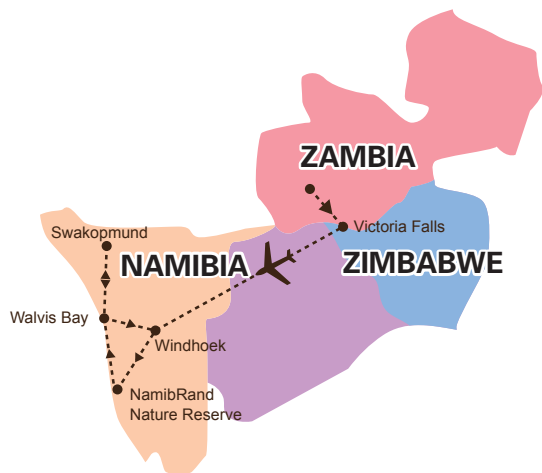 ZAMBIA
Victoria Falls
Swakopmund
NAMIBIA
ZIMBABWE
Walvis Bay
Windhoek
NamibRand
Nature Reserve